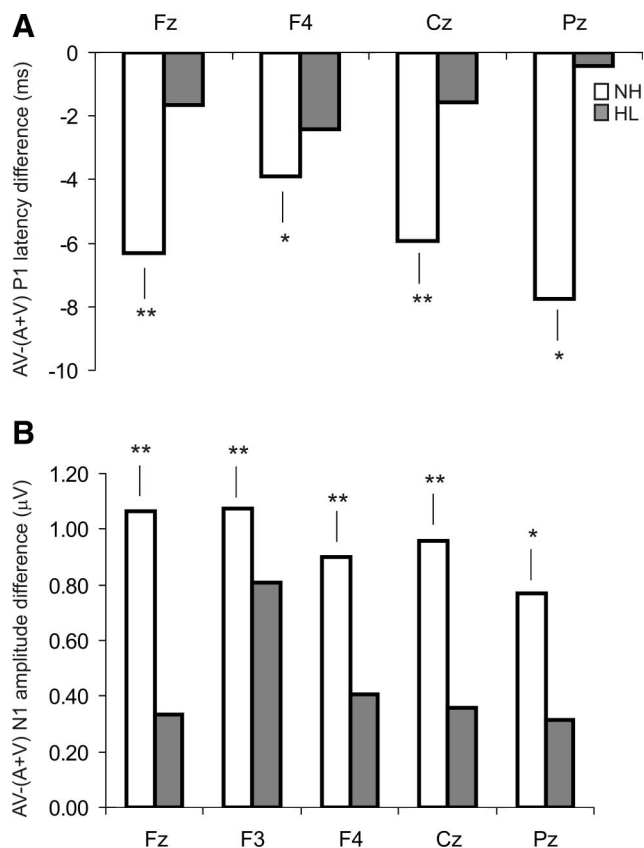 A
Fz F4 Cz Pz
AV-(A+V) P1 latency difference (ms)
0
-2
-4
-6
-8
-10
NH
HL
**
*
**
*
B
AV-(A+V) N1 amplitude difference (µV)
1.20
1.00
0.80
0.60
0.40
0.20
0.00
**
**
**
**
*
Fz F3 F4 Cz Pz